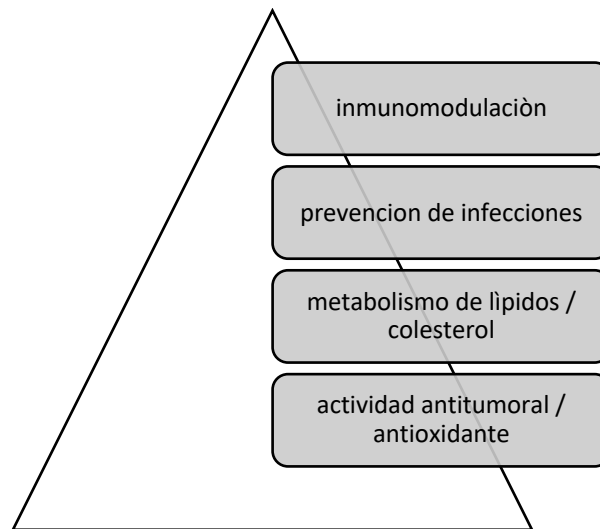 inmunomodulaciòn
prevencion de infecciones
metabolismo de lìpidos /
colesterol
actividad antitumoral /
antioxidante